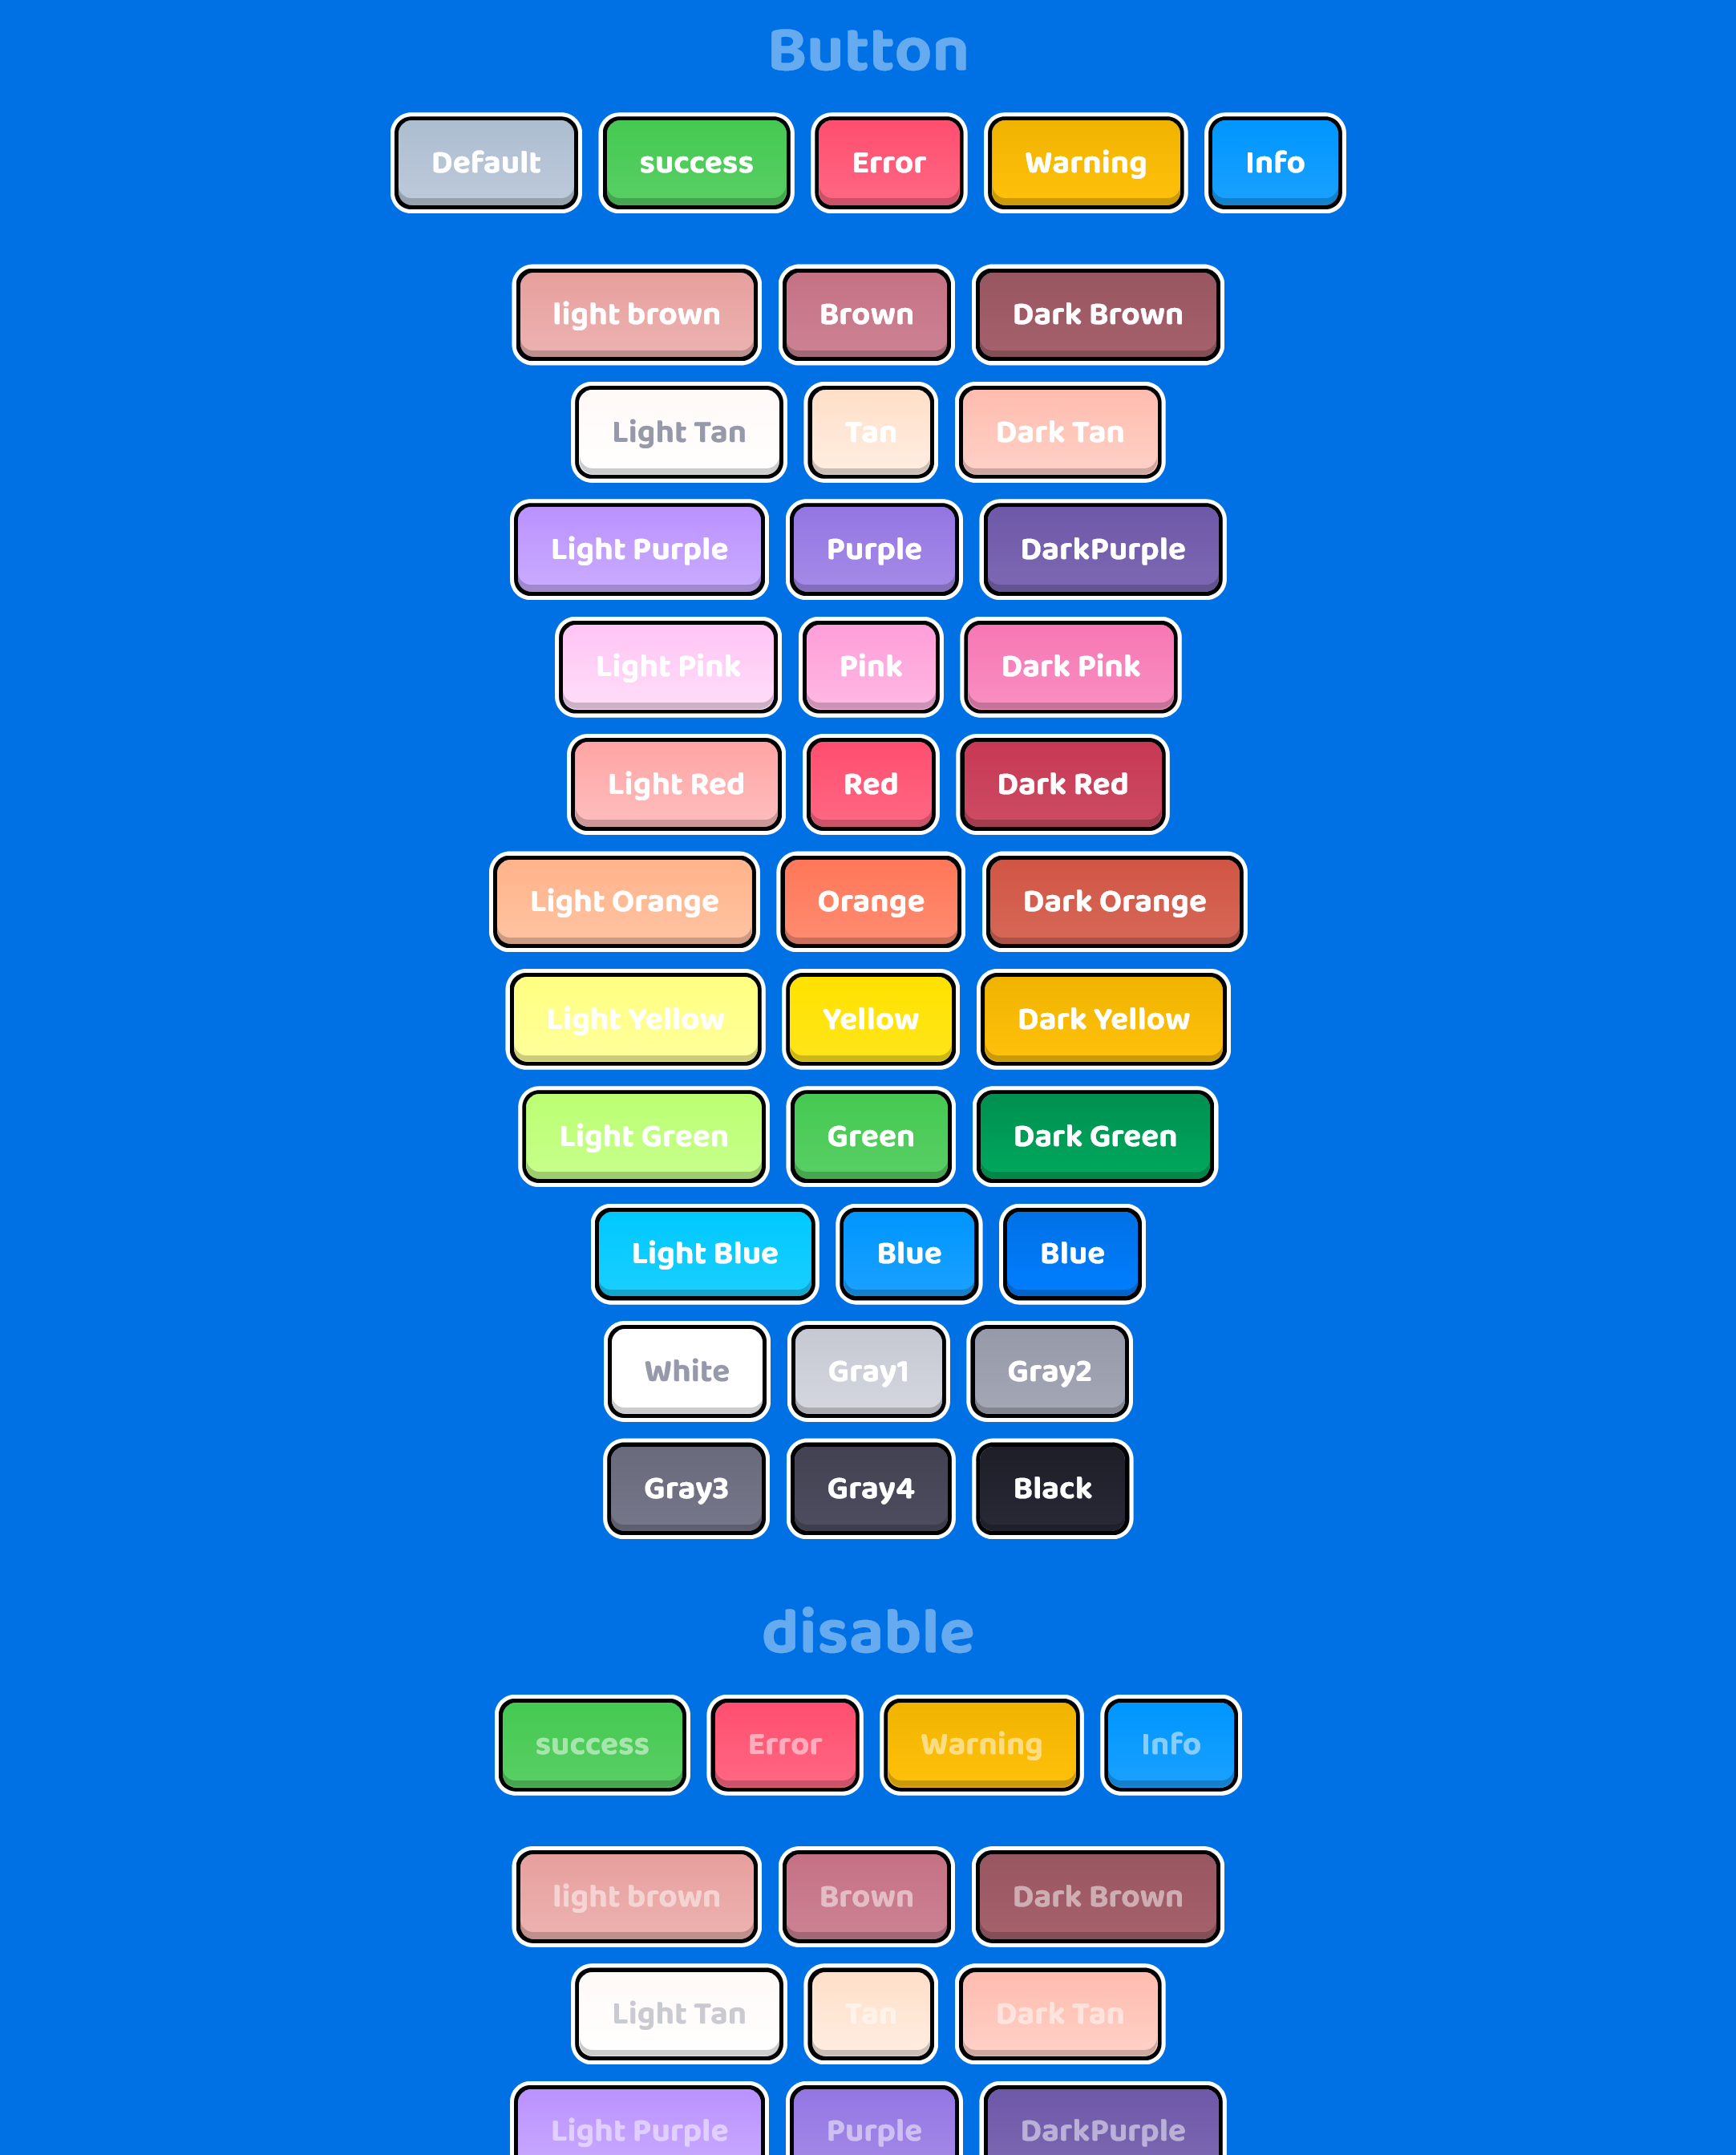 Button
Default success Error Warning Info
light brown Brown Dark Brown
Light Tan Tan Dark Tan
Light Purple Purple DarkPurple
Light Pink Pink Dark Pink
Light Red Red Dark Red
Light Orange Orange Dark Orange
Light Yellow Yellow Dark Yellow
Light Green Green Dark Green
Light Blue Blue Blue
White Gray1 Gray2
Gray3 Gray4 Black
disable
success Error Warning Info
light brown Brown Dark Brown
Light Tan Tan Dark Tan
Light Purple Purple DarkPurple